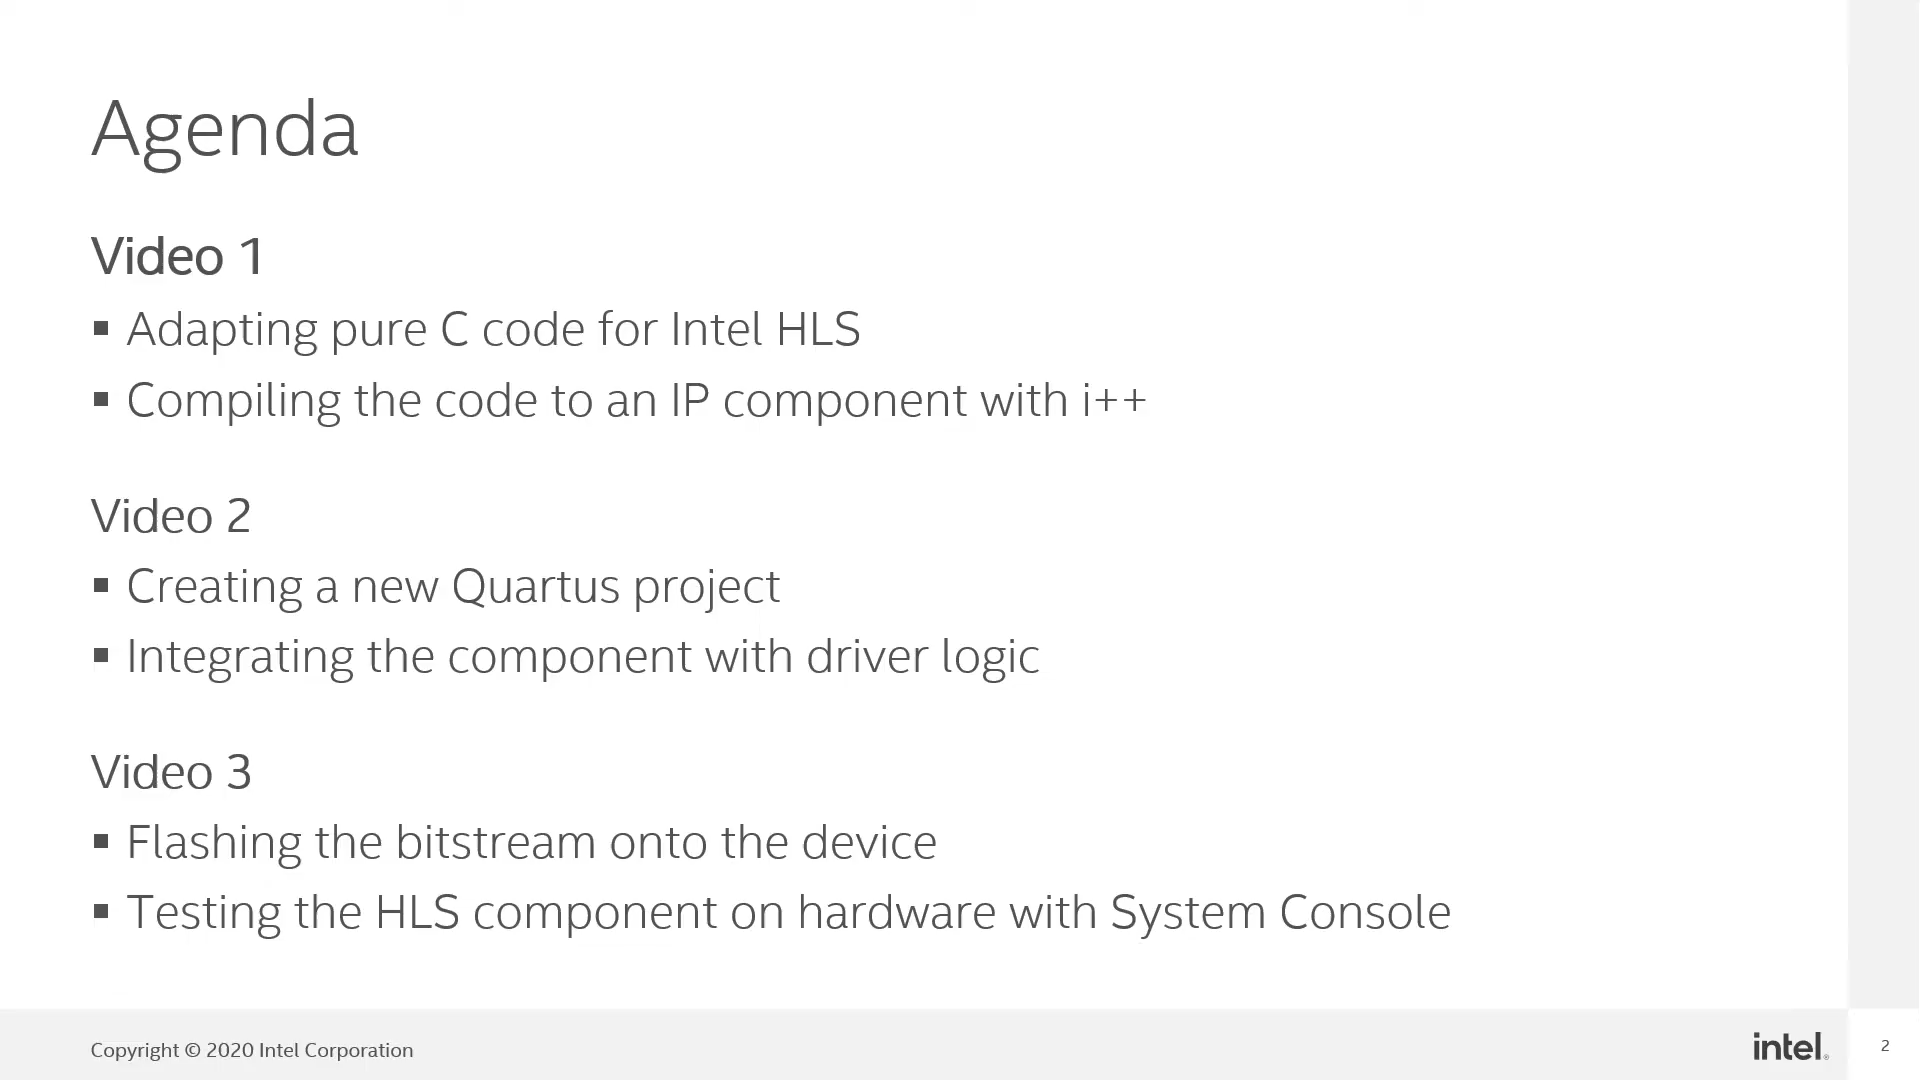 Agenda
Video 1
▪ Adapting pure C code for Intel HLS
▪ Compiling the code to an IP component with i++
Video 2
▪ Creating a new Quartus project
▪ Integrating the component with driver logic
Video 3
▪ Flashing the bitstream onto the device
▪ Testing the HLS component on hardware with System Console
Copyright © 2020 Intel Corporation
intel®
2